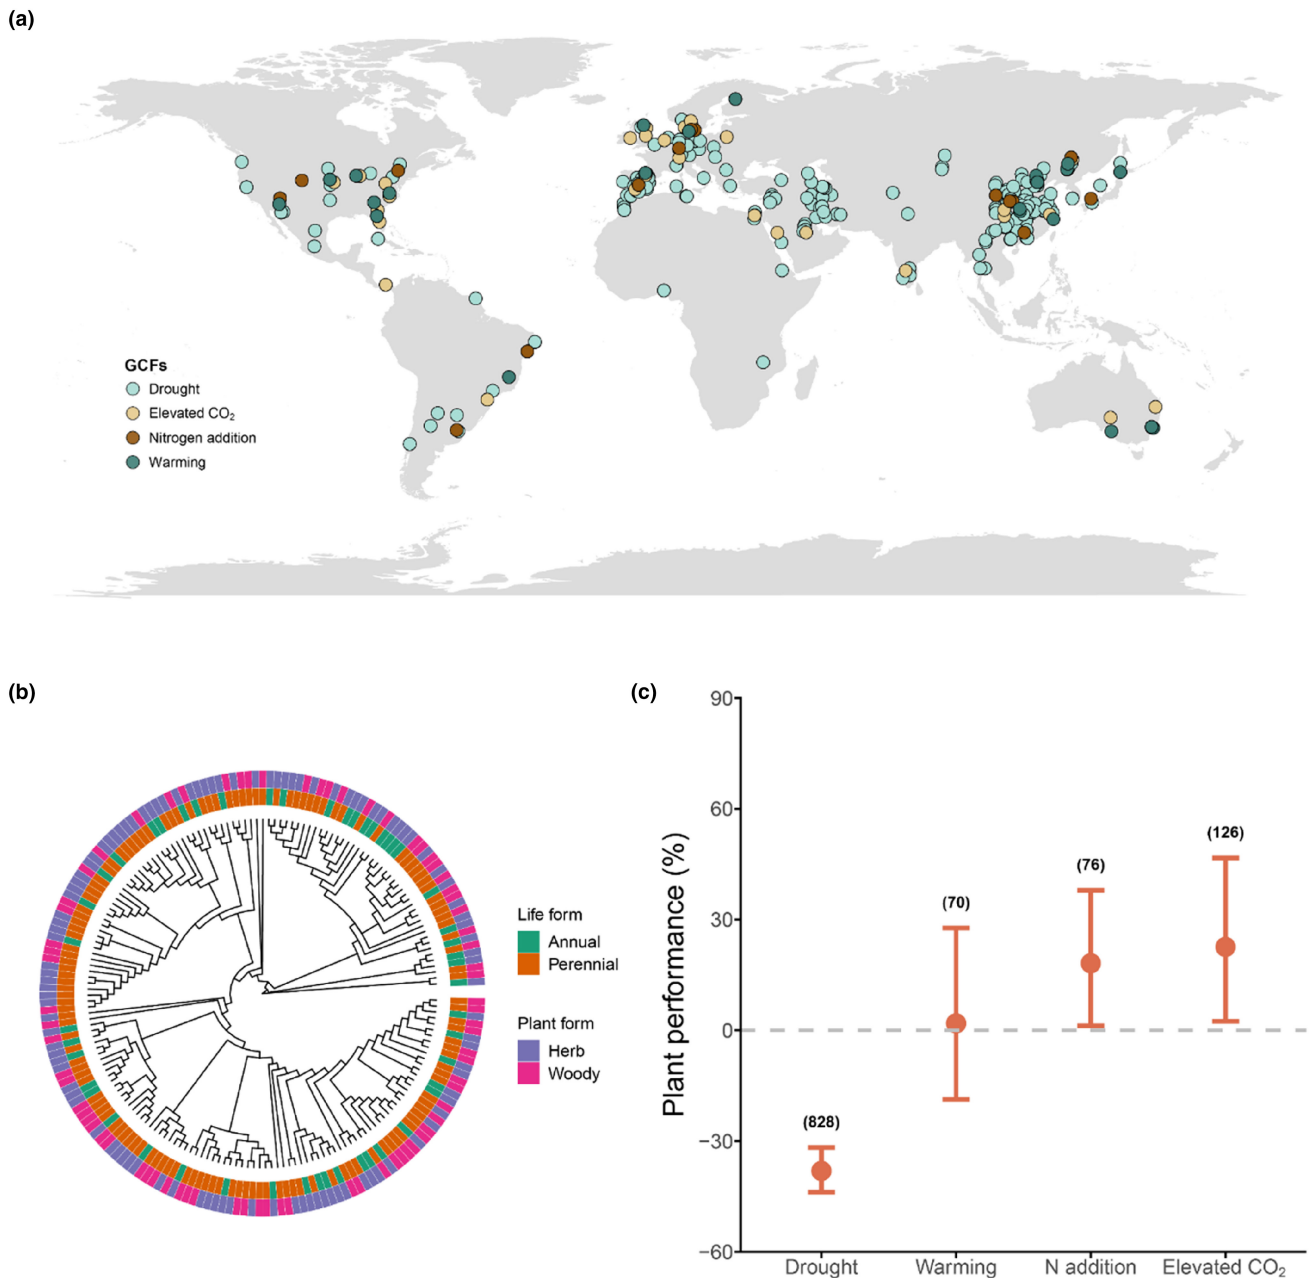 (a)
GCFs
Drought
Elevated CO₂
Nitrogen addition
Warming
(b)
Life form
Annual
Perennial
Plant form
Herb
Woody
(c)
Plant performance (%)
90
60
30
0
−30
−60
(828)
(70)
(76)
(126)
Drought
Warming
N addition
Elevated CO₂